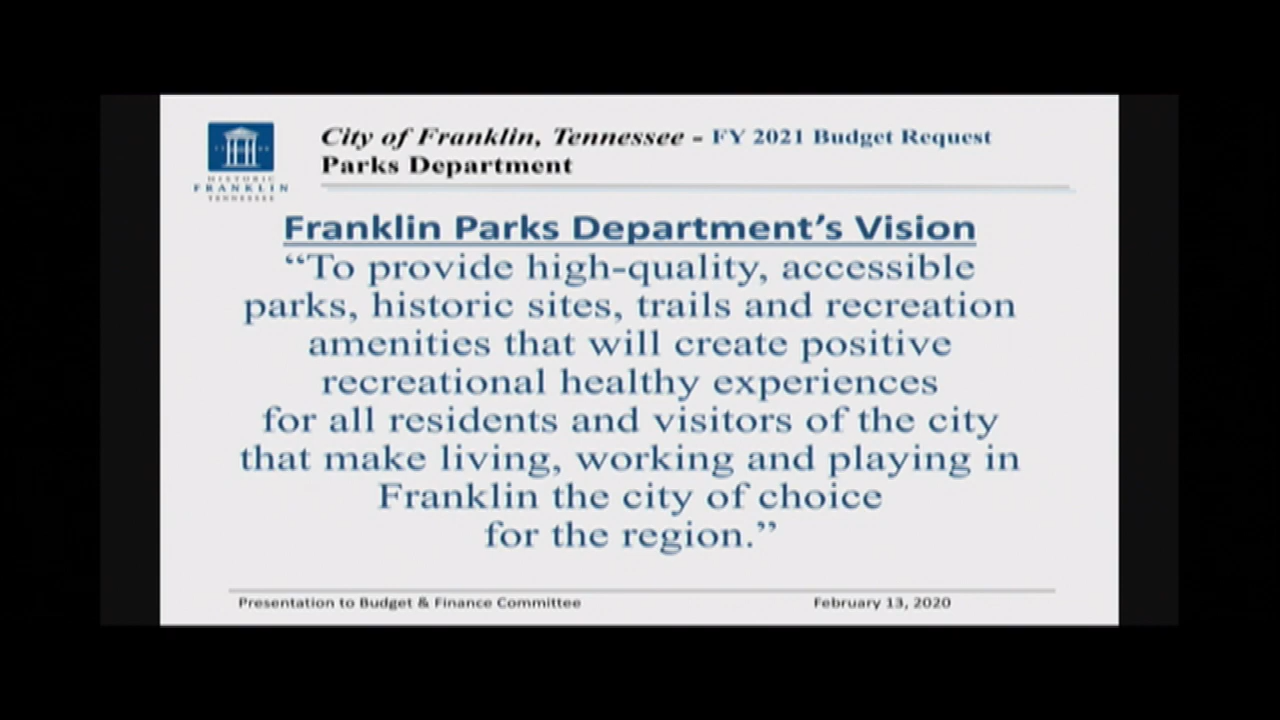 City of Franklin, Tennessee - FY 2021 Budget Request
Parks Department
HISTORIC
FRANKLIN
TENNESSEE
Franklin Parks Department's Vision
“To provide high-quality, accessible
parks, historic sites, trails and recreation
amenities that will create positive
recreational healthy experiences
for all residents and visitors of the city
that make living, working and playing in
Franklin the city of choice
for the region.”
Presentation to Budget & Finance Committee
February 13, 2020